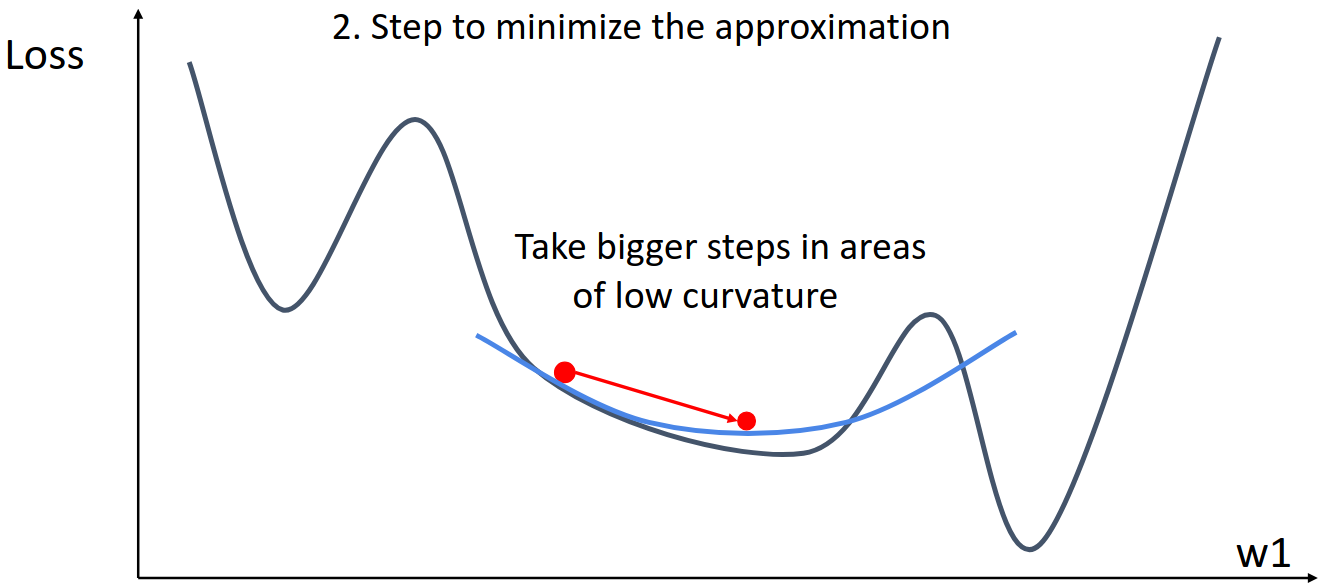 2. Step to minimize the approximation
Loss
Take bigger steps in areas
of low curvature
w1